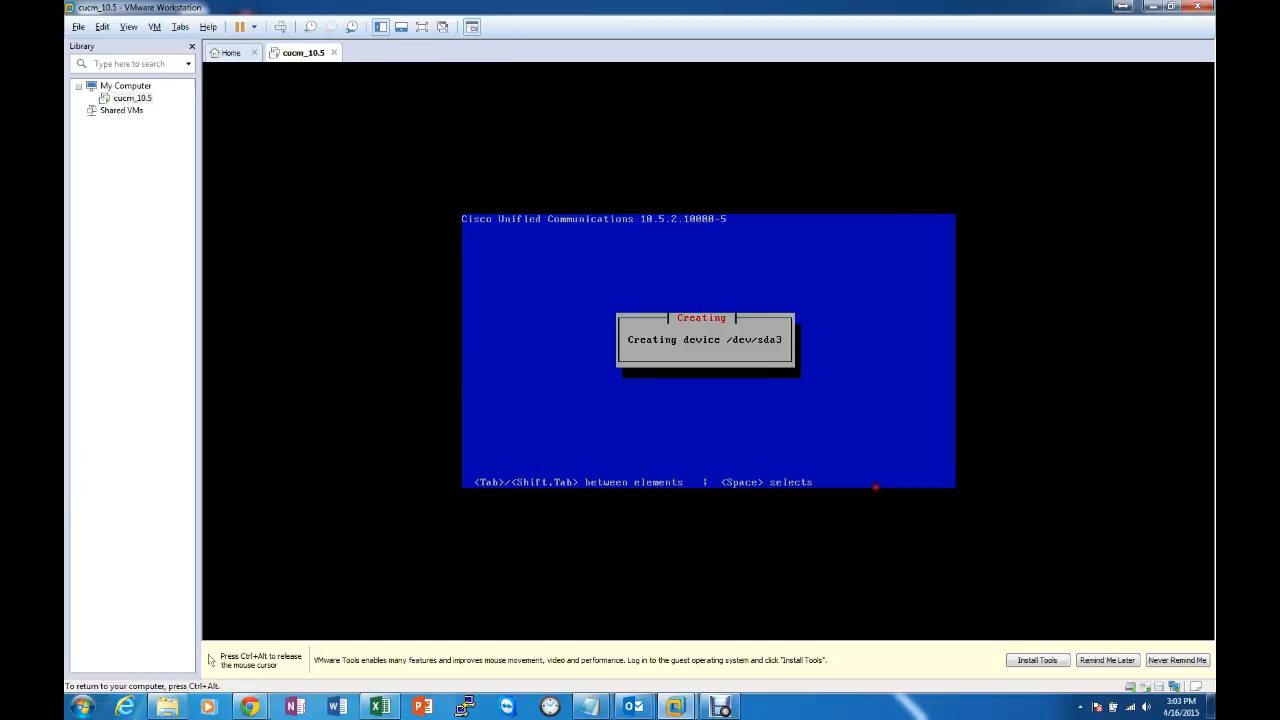 cucm_10.5 - VMware Workstation
File Edit View VM Tabs Help
Library
Type here to search
My Computer
cucm_10.5
Shared VMs
Home
cucm_10.5
Cisco Unified Communications 10.5.2.10000-5
Creating
Creating device /dev/sda3
<Tab>/<Shift,Tab> between elements ¦ <Space> selects
Press Ctrl+Alt to release
the mouse cursor
VMware Tools enables many features and improves mouse movement, video and performance. Log in to the guest operating system and click "Install Tools".
Install Tools
Remind Me Later
Never Remind Me
To return to your computer, press Ctrl+Alt.
3:03 PM
4/16/2015